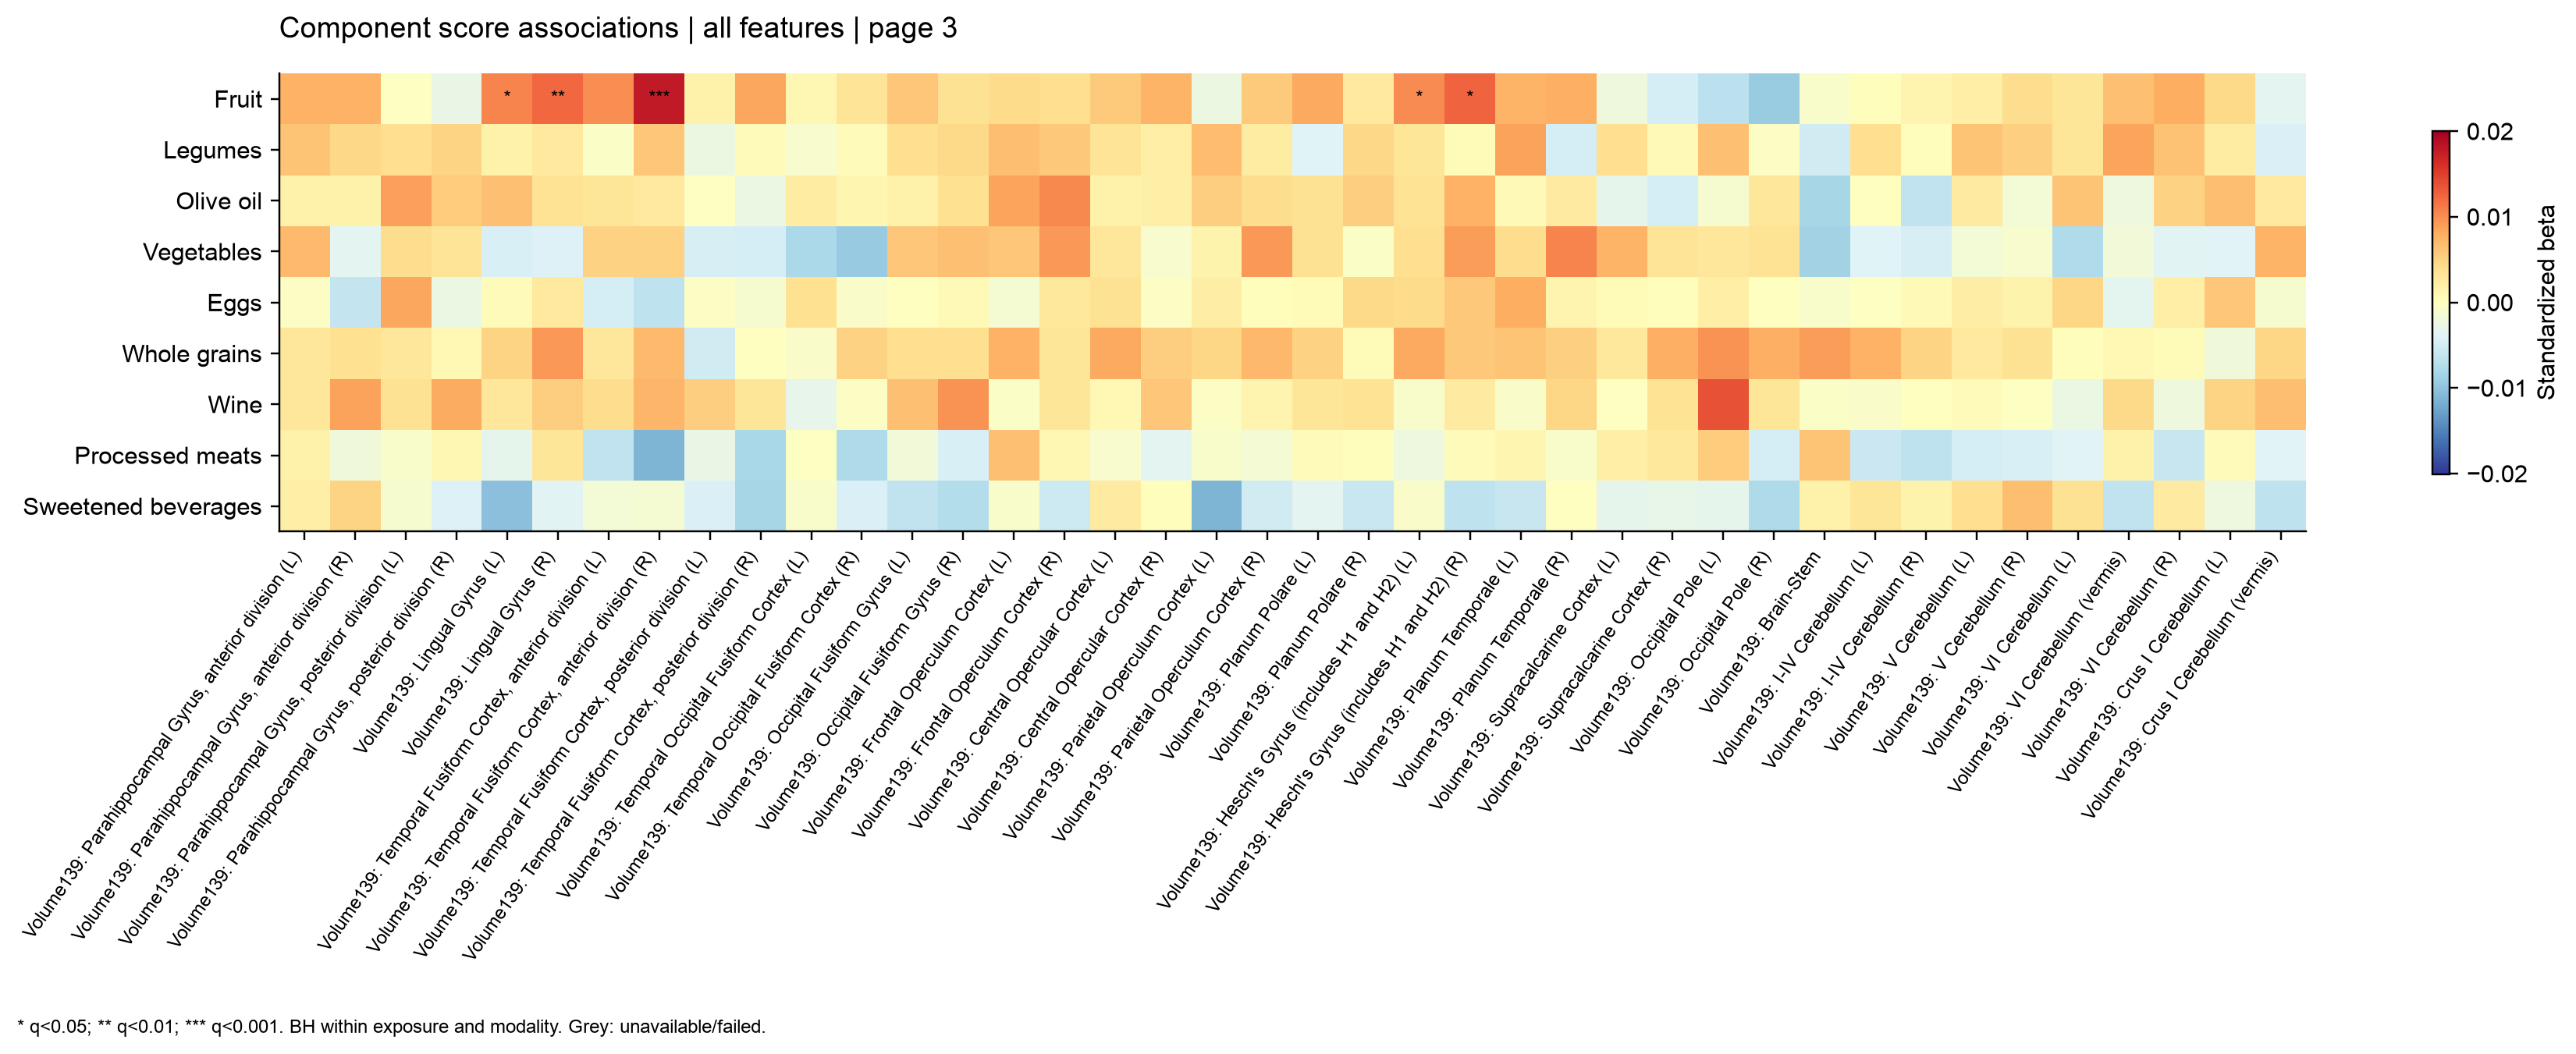 Component score associations | all features | page 3
Fruit
* ** *** * *
Legumes
Olive oil
Vegetables
Eggs
Whole grains
Wine
Processed meats
Sweetened beverages
0.02
0.01
0.00
−0.01
−0.02
Standardized beta
Volume139: Parahippocampal Gyrus, anterior division (L)
Volume139: Parahippocampal Gyrus, anterior division (R)
Volume139: Parahippocampal Gyrus, posterior division (L)
Volume139: Parahippocampal Gyrus, posterior division (R)
Volume139: Lingual Gyrus (L)
Volume139: Lingual Gyrus (R)
Volume139: Temporal Fusiform Cortex, anterior division (L)
Volume139: Temporal Fusiform Cortex, anterior division (R)
Volume139: Temporal Fusiform Cortex, posterior division (L)
Volume139: Temporal Fusiform Cortex, posterior division (R)
Volume139: Temporal Occipital Fusiform Cortex (L)
Volume139: Temporal Occipital Fusiform Cortex (R)
Volume139: Occipital Fusiform Gyrus (L)
Volume139: Occipital Fusiform Gyrus (R)
Volume139: Frontal Operculum Cortex (L)
Volume139: Frontal Operculum Cortex (R)
Volume139: Central Opercular Cortex (L)
Volume139: Central Opercular Cortex (R)
Volume139: Parietal Operculum Cortex (L)
Volume139: Parietal Operculum Cortex (R)
Volume139: Planum Polare (L)
Volume139: Planum Polare (R)
Volume139: Heschl's Gyrus (includes H1 and H2) (L)
Volume139: Heschl's Gyrus (includes H1 and H2) (R)
Volume139: Planum Temporale (L)
Volume139: Planum Temporale (R)
Volume139: Supracalcarine Cortex (L)
Volume139: Supracalcarine Cortex (R)
Volume139: Occipital Pole (L)
Volume139: Occipital Pole (R)
Volume139: Brain-Stem
Volume139: I-IV Cerebellum (L)
Volume139: I-IV Cerebellum (R)
Volume139: V Cerebellum (L)
Volume139: V Cerebellum (R)
Volume139: VI Cerebellum (L)
Volume139: VI Cerebellum (vermis)
Volume139: VI Cerebellum (R)
Volume139: Crus I Cerebellum (L)
Volume139: Crus I Cerebellum (vermis)
* q<0.05; ** q<0.01; *** q<0.001. BH within exposure and modality. Grey: unavailable/failed.